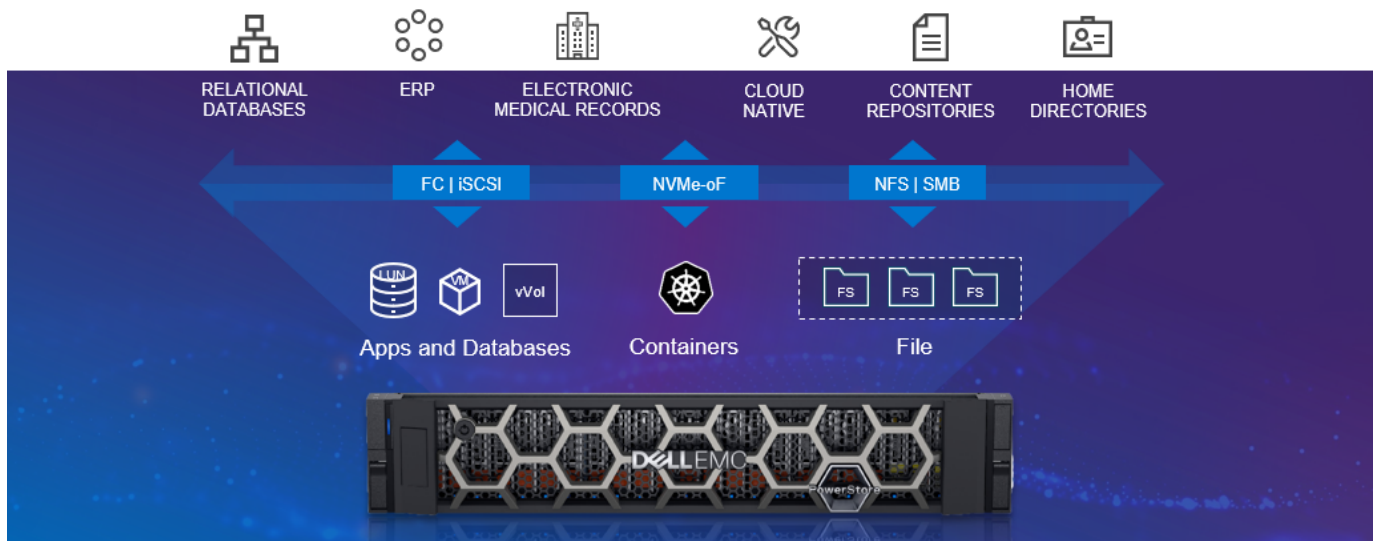 RELATIONAL
DATABASES
ERP
ELECTRONIC
MEDICAL RECORDS
CLOUD
NATIVE
CONTENT
REPOSITORIES
HOME
DIRECTORIES
FC | iSCSI
NVMe-oF
NFS | SMB
LUN
VM
vVol
FS
FS
FS
Apps and Databases
Containers
File
DELLEMC
PowerStore